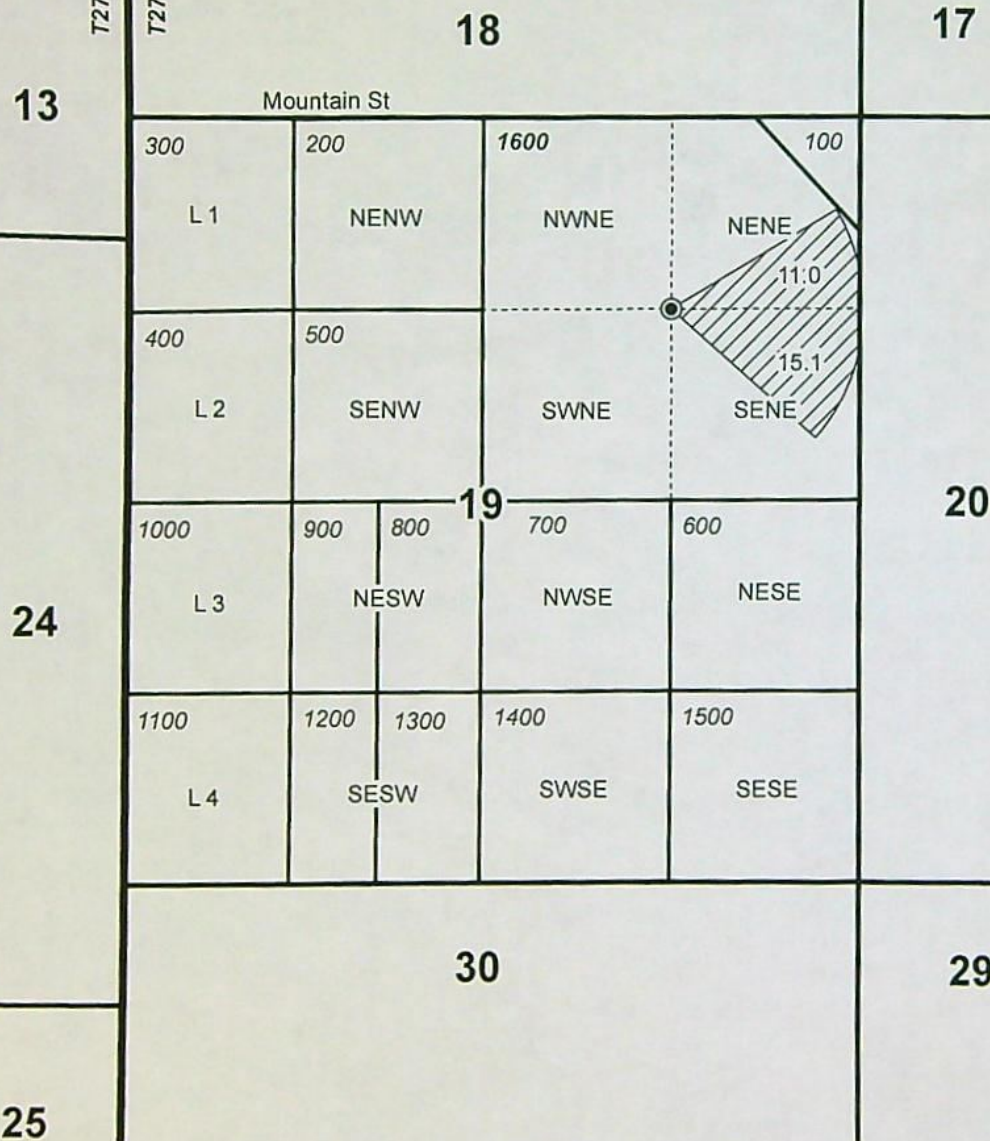 T27
T27
18
17
13
Mountain St
300
200
1600
100
L 1
NENW
NWNE
NENE
11.0
400
500
15.1
L 2
SENW
SWNE
SENE
19
20
1000
900
800
700
600
L 3
NESW
NWSE
NESE
24
1100
1200
1300
1400
1500
L 4
SESW
SWSE
SESE
30
29
25